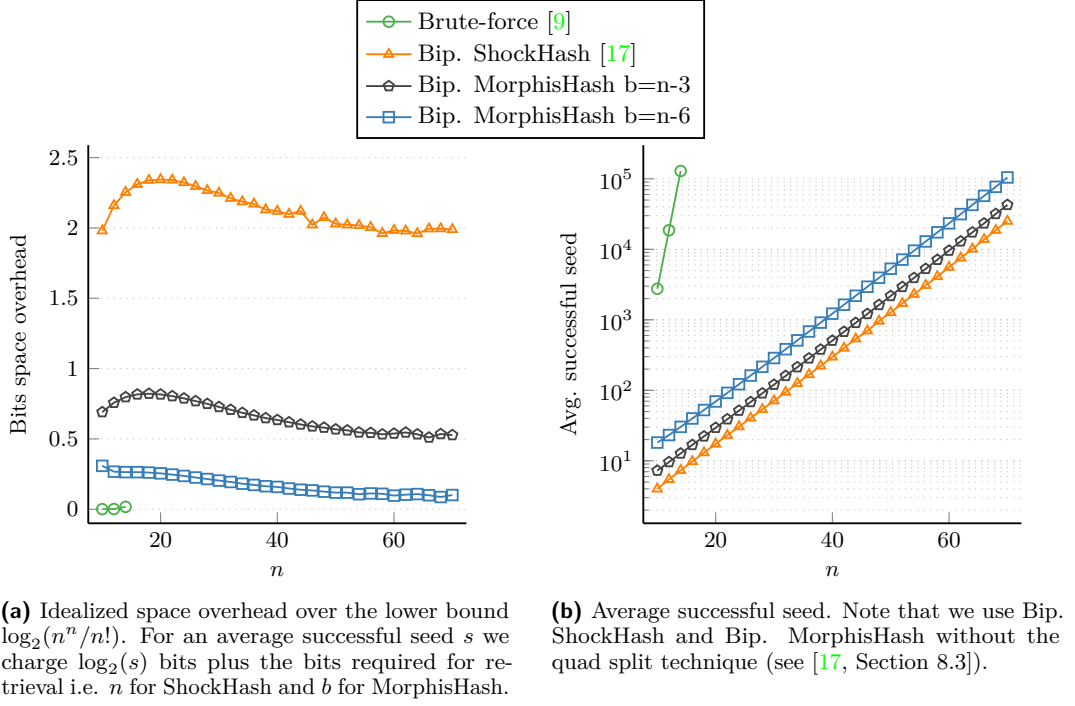 Brute-force [9]
Bip. ShockHash [17]
Bip. MorphisHash b=n-3
Bip. MorphisHash b=n-6
Bits space overhead
2.5
2
1.5
1
0.5
0
20
40
60
n
Avg. successful seed
10^5
10^4
10^3
10^2
10^1
20
40
60
n
(a) Idealized space overhead over the lower bound
log_2(n^n/n!). For an average successful seed s we
charge log_2(s) bits plus the bits required for re-
trieval i.e. n for ShockHash and b for MorphisHash.
(b) Average successful seed. Note that we use Bip.
ShockHash and Bip. MorphisHash without the
quad split technique (see [17, Section 8.3]).